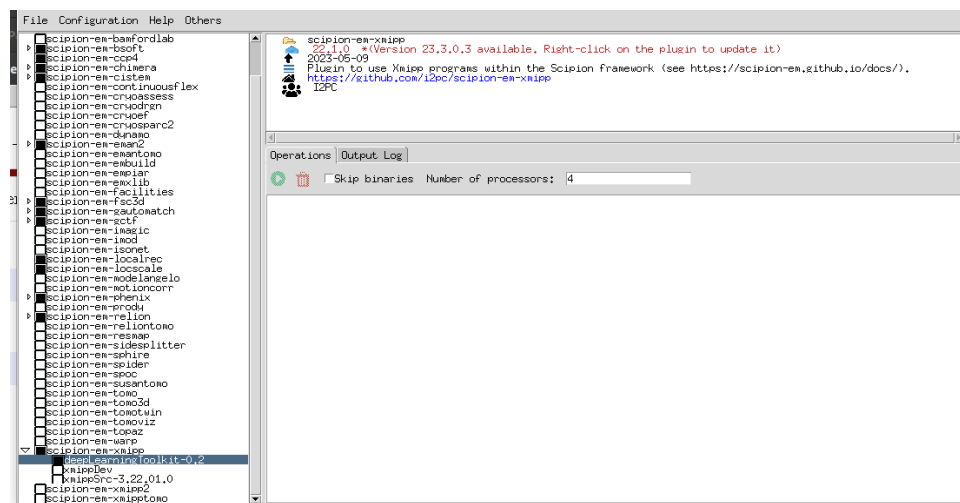 File Configuration Help Others
scipion-em-bamfordlab
scipion-em-bsoft
scipion-em-ccp4
scipion-em-chimera
scipion-em-cistem
scipion-em-continuousflex
scipion-em-cryoassess
scipion-em-cryodrgn
scipion-em-cryoef
scipion-em-cryosparc2
scipion-em-dynamo
scipion-em-eman2
scipion-em-emantomo
scipion-em-embuild
scipion-em-empiar
scipion-em-emxlib
scipion-em-facilities
scipion-em-fsc3d
scipion-em-gautomatch
scipion-em-gctf
scipion-em-imagic
scipion-em-imod
scipion-em-isonet
scipion-em-localrec
scipion-em-locscale
scipion-em-modelangelo
scipion-em-motioncorr
scipion-em-phenix
scipion-em-prody
scipion-em-relion
scipion-em-reliontomo
scipion-em-resmap
scipion-em-sidesplitter
scipion-em-sphire
scipion-em-spider
scipion-em-spoc
scipion-em-susantomo
scipion-em-tomo
scipion-em-tomo3d
scipion-em-tomotwin
scipion-em-tomoviz
scipion-em-topaz
scipion-em-warp
scipion-em-xmipp
deepLearningToolkit-0.2
xmippDev
xmippSrc-3.22.01.0
scipion-em-xmipp2
scipion-em-xmipptomo
scipion-em-xmipp
22.1.0 *(Version 23.3.0.3 available. Right-click on the plugin to update it)
2023-05-09
Plugin to use Xmipp programs within the Scipion framework (see https://scipion-em.github.io/docs/).
https://github.com/i2pc/scipion-em-xmipp
I2PC
Operations Output Log
Skip binaries Number of processors: 4